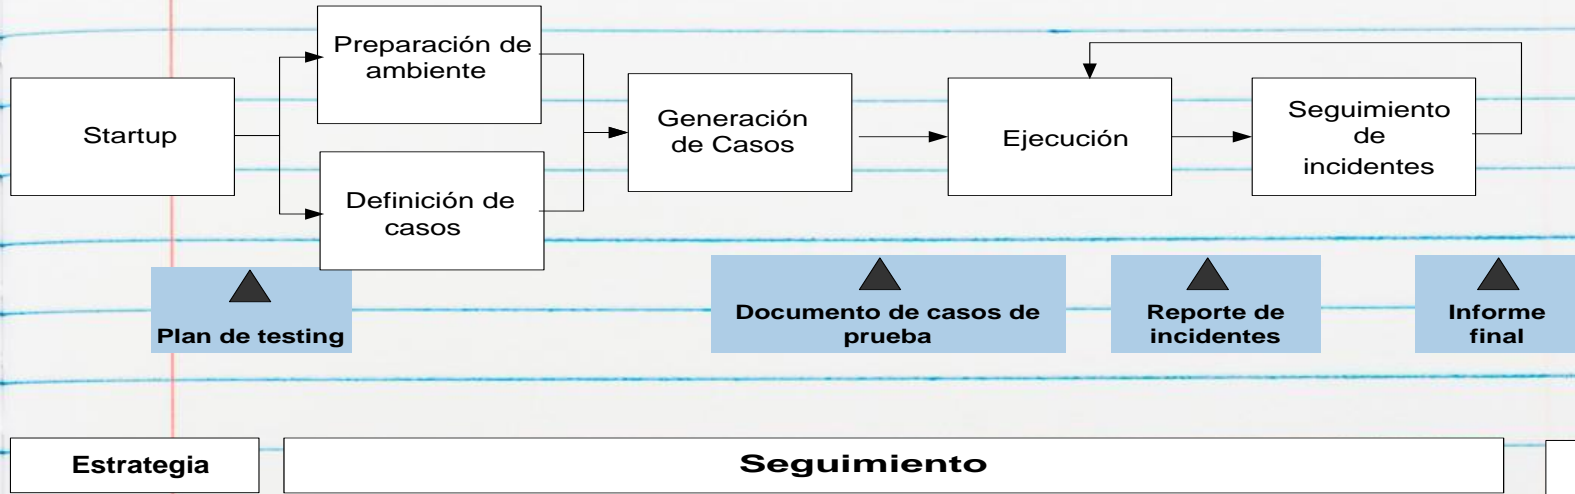 Preparación de
ambiente
Startup
Definición de
casos
Generación
de Casos
Ejecución
Seguimiento
de
incidentes
Plan de testing
Documento de casos de
prueba
Reporte de
incidentes
Informe
final
Estrategia
Seguimiento